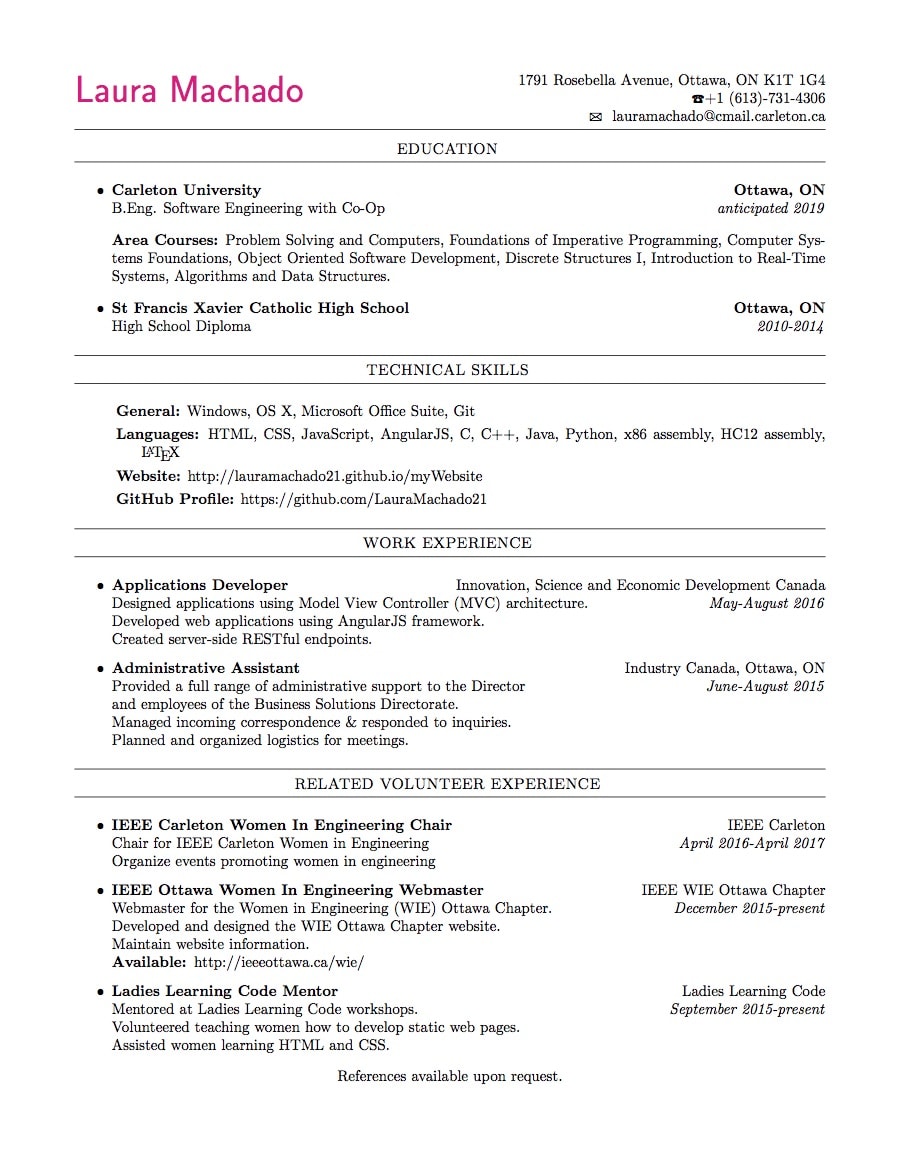 Laura Machado
1791 Rosebella Avenue, Ottawa, ON K1T 1G4
☎+1 (613)-731-4306
✉ lauramachado@cmail.carleton.ca
EDUCATION
• Carleton University Ottawa, ON
B.Eng. Software Engineering with Co-Op anticipated 2019
Area Courses: Problem Solving and Computers, Foundations of Imperative Programming, Computer Sys-
tems Foundations, Object Oriented Software Development, Discrete Structures I, Introduction to Real-Time
Systems, Algorithms and Data Structures.
• St Francis Xavier Catholic High School Ottawa, ON
High School Diploma 2010-2014
TECHNICAL SKILLS
General: Windows, OS X, Microsoft Office Suite, Git
Languages: HTML, CSS, JavaScript, AngularJS, C, C++, Java, Python, x86 assembly, HC12 assembly,
LATEX
Website: http://lauramachado21.github.io/myWebsite
GitHub Profile: https://github.com/LauraMachado21
WORK EXPERIENCE
• Applications Developer Innovation, Science and Economic Development Canada
Designed applications using Model View Controller (MVC) architecture. May-August 2016
Developed web applications using AngularJS framework.
Created server-side RESTful endpoints.
• Administrative Assistant Industry Canada, Ottawa, ON
Provided a full range of administrative support to the Director June-August 2015
and employees of the Business Solutions Directorate.
Managed incoming correspondence & responded to inquiries.
Planned and organized logistics for meetings.
RELATED VOLUNTEER EXPERIENCE
• IEEE Carleton Women In Engineering Chair IEEE Carleton
Chair for IEEE Carleton Women in Engineering April 2016-April 2017
Organize events promoting women in engineering
• IEEE Ottawa Women In Engineering Webmaster IEEE WIE Ottawa Chapter
Webmaster for the Women in Engineering (WIE) Ottawa Chapter. December 2015-present
Developed and designed the WIE Ottawa Chapter website.
Maintain website information.
Available: http://ieeeottawa.ca/wie/
• Ladies Learning Code Mentor Ladies Learning Code
Mentored at Ladies Learning Code workshops. September 2015-present
Volunteered teaching women how to develop static web pages.
Assisted women learning HTML and CSS.
References available upon request.